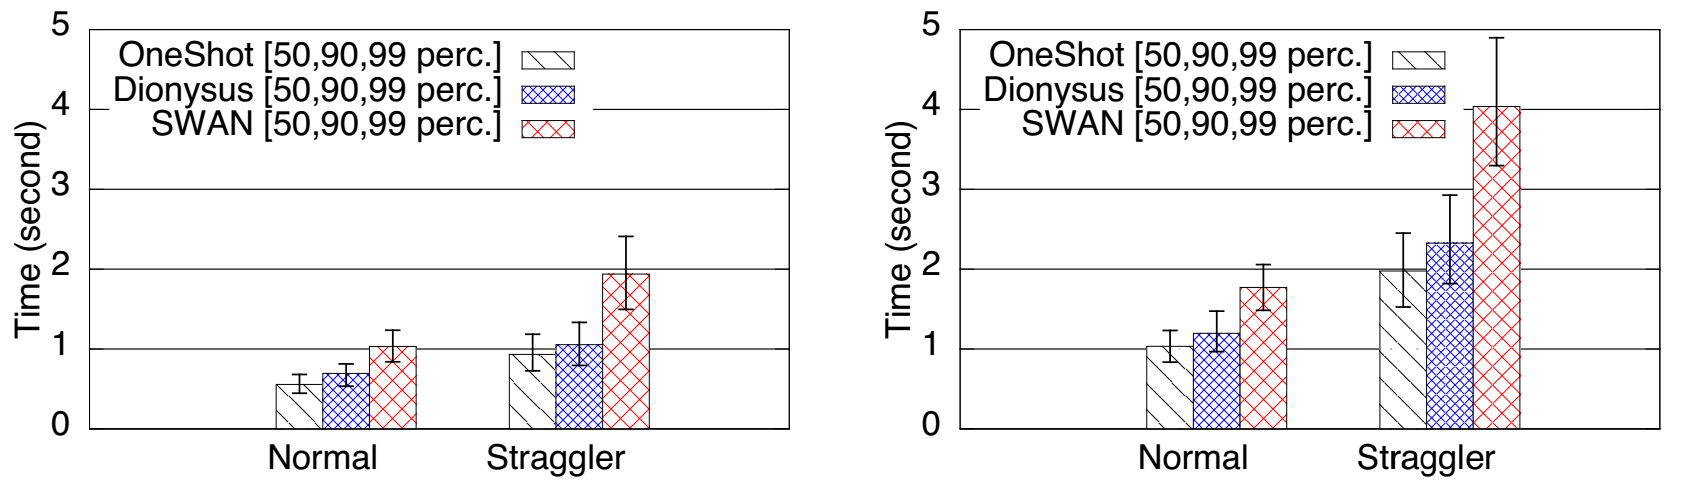 Time (second)
5
4
3
2
1
0
OneShot [50,90,99 perc.]
Dionysus [50,90,99 perc.]
SWAN [50,90,99 perc.]
Normal Straggler
Time (second)
5
4
3
2
1
0
OneShot [50,90,99 perc.]
Dionysus [50,90,99 perc.]
SWAN [50,90,99 perc.]
Normal Straggler